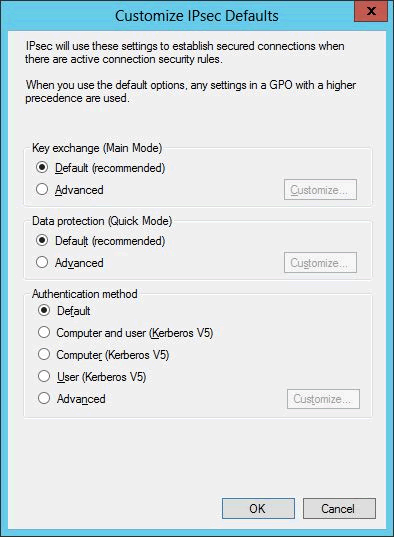 Customize IPsec Defaults
x
IPsec will use these settings to establish secured connections when
there are active connection security rules.
When you use the default options, any settings in a GPO with a higher
precedence are used.
Key exchange (Main Mode)
Default (recommended)
Advanced
Customize...
Data protection (Quick Mode)
Default (recommended)
Advanced
Customize...
Authentication method
Default
Computer and user (Kerberos V5)
Computer (Kerberos V5)
User (Kerberos V5)
Advanced
Customize...
OK
Cancel